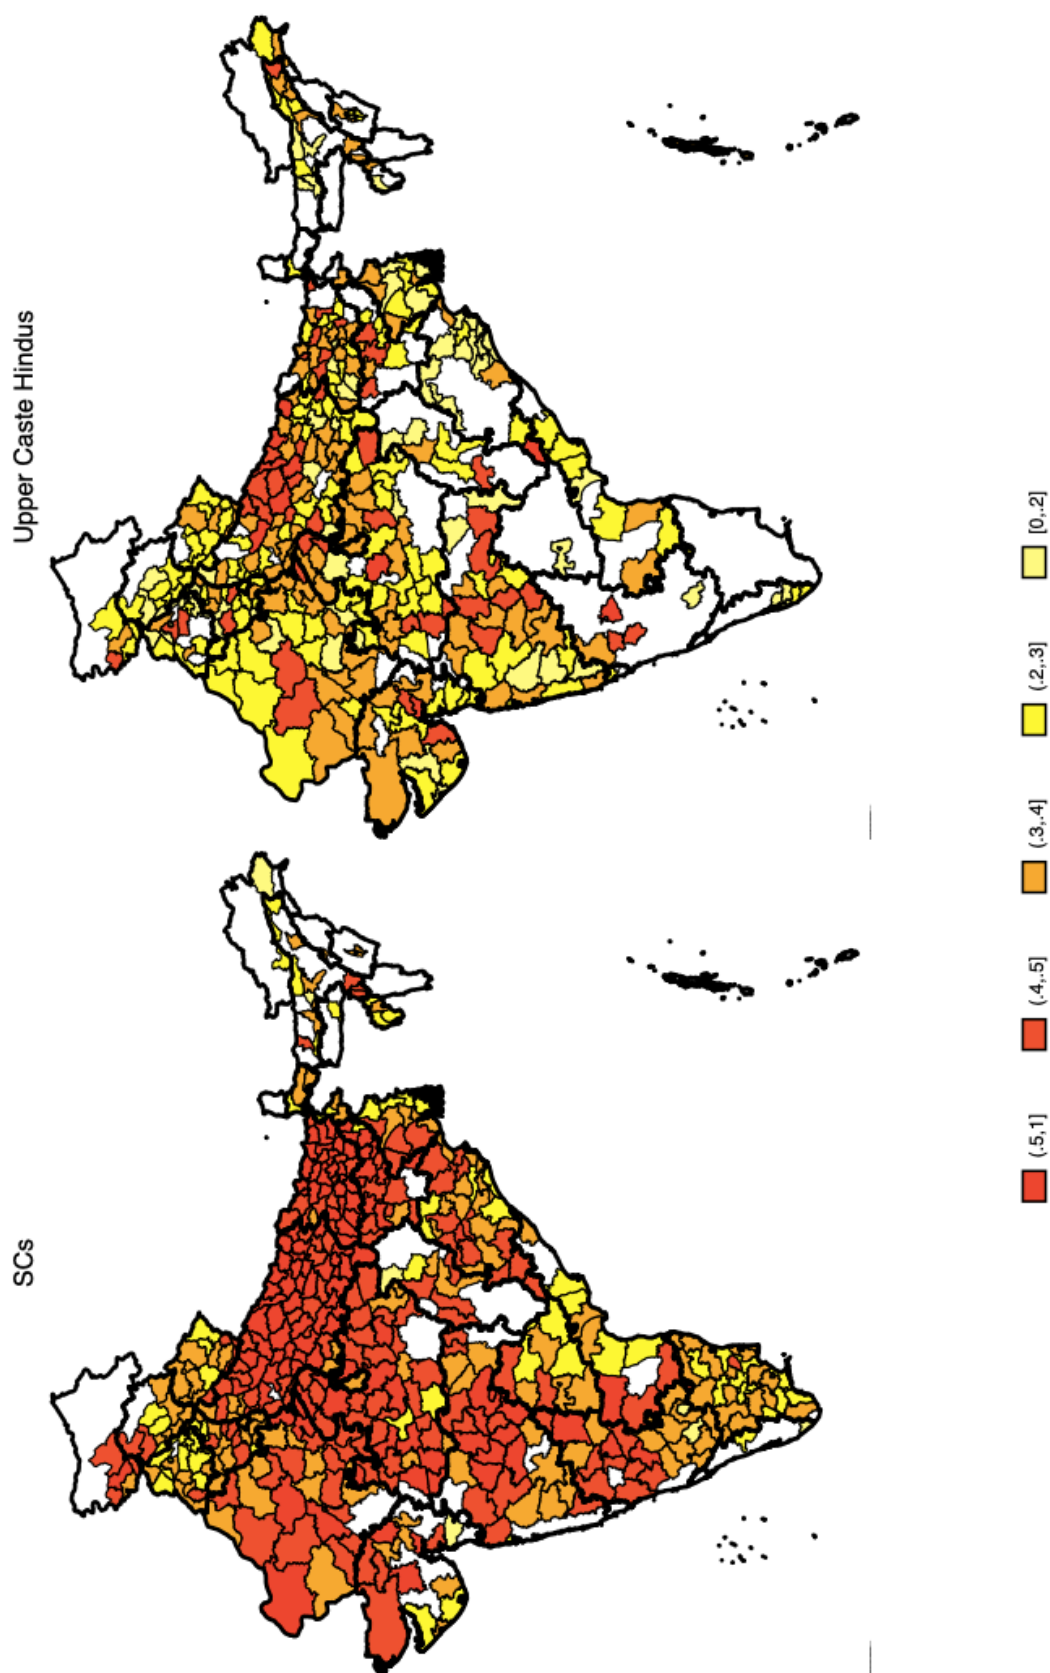 Upper Caste Hindus
SCs
[0,.2]
(.2,.3]
(.3,.4]
(.4,.5]
(.5,1]